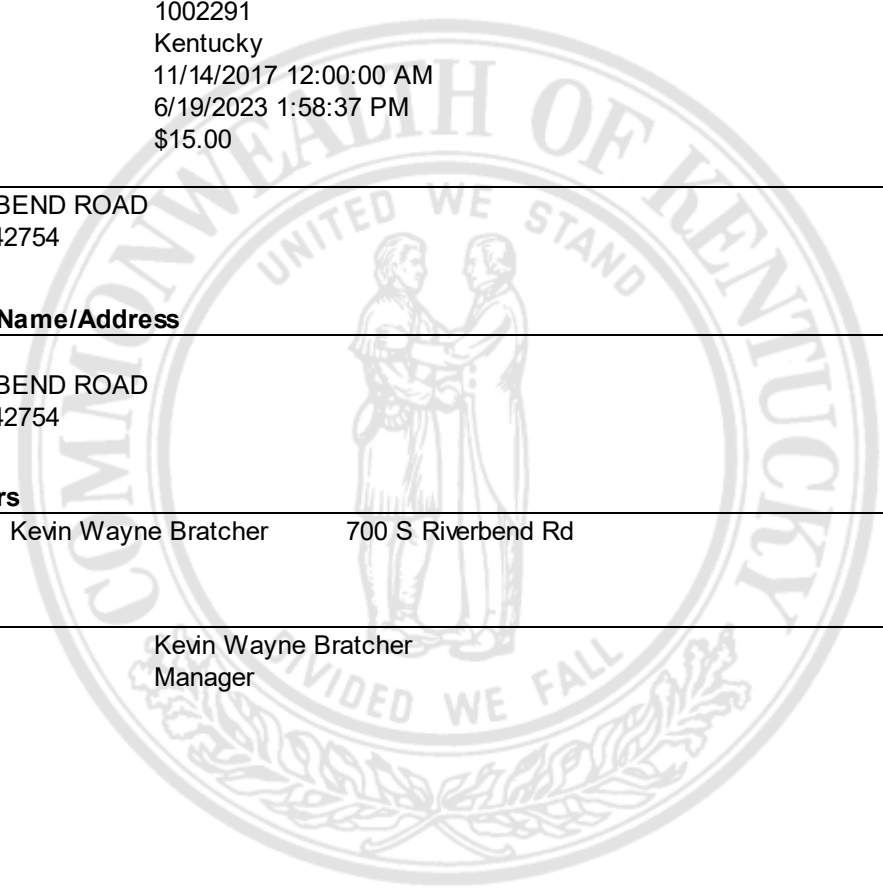 1002291
Kentucky
11/14/2017 12:00:00 AM
6/19/2023 1:58:37 PM
$15.00
BEND ROAD
42754
Name/Address
BEND ROAD
42754
rs
Kevin Wayne Bratcher 700 S Riverbend Rd
Kevin Wayne Bratcher
Manager
COMMONWEALTH OF KENTUCKY
UNITED WE STAND
DIVIDED WE FALL